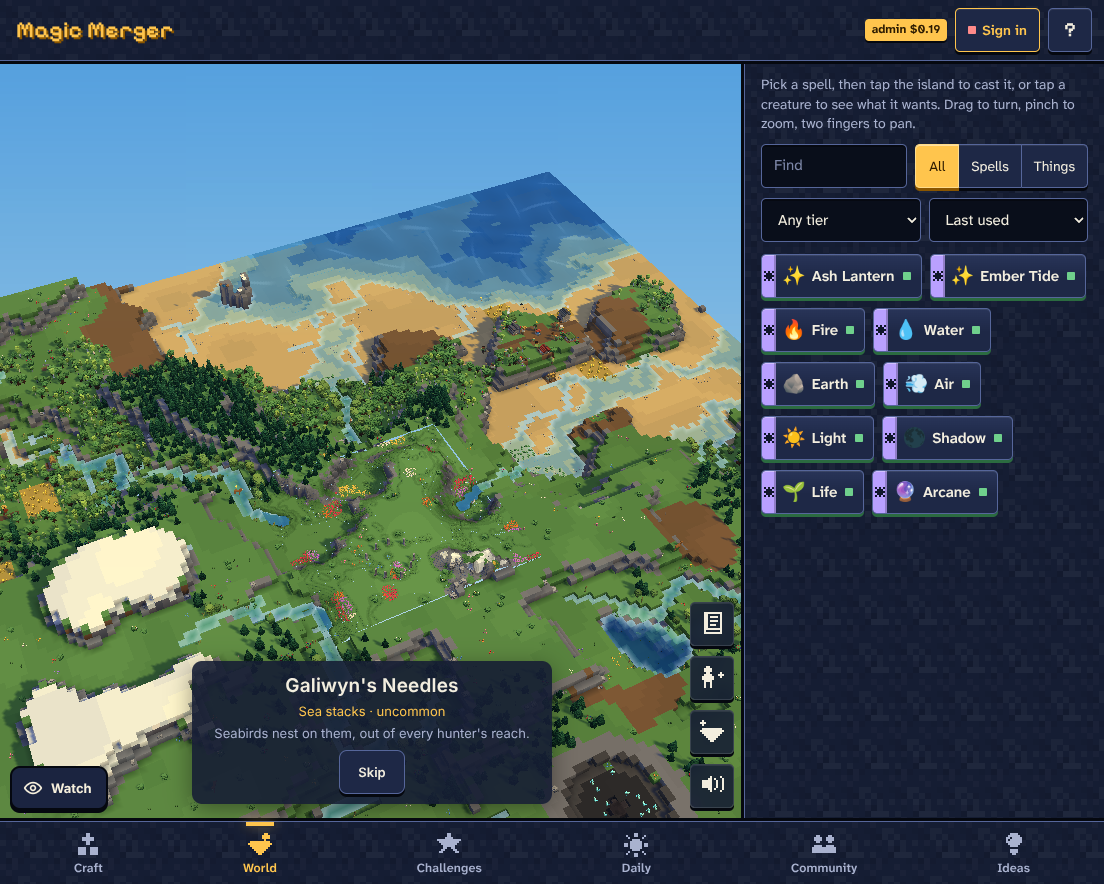 Magic Merger
admin $0.19
Sign in
?
Pick a spell, then tap the island to cast it, or tap a
creature to see what it wants. Drag to turn, pinch to
zoom, two fingers to pan.
Find
All
Spells
Things
Any tier
Last used
Ash Lantern
Ember Tide
Fire
Water
Earth
Air
Light
Shadow
Life
Arcane
Galiwyn's Needles
Sea stacks · uncommon
Seabirds nest on them, out of every hunter's reach.
Skip
Watch
Craft
World
Challenges
Daily
Community
Ideas